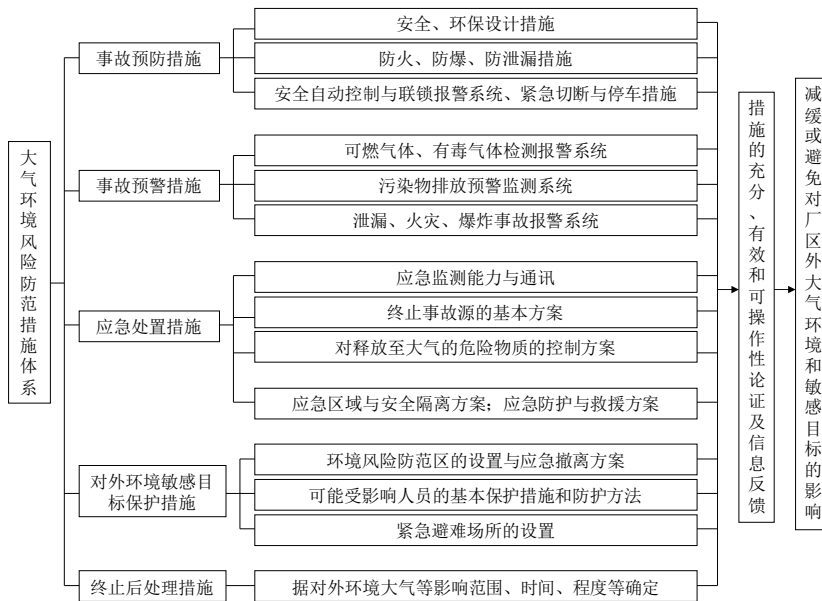 大气环境风险防范措施体系
事故预防措施
安全、环保设计措施
防火、防爆、防泄漏措施
安全自动控制与联锁报警系统、紧急切断与停车措施
事故预警措施
可燃气体、有毒气体检测报警系统
污染物排放预警监测系统
泄漏、火灾、爆炸事故报警系统
应急处置措施
应急监测能力与通讯
终止事故源的基本方案
对释放至大气的危险物质的控制方案
应急区域与安全隔离方案；应急防护与救援方案
对外环境敏感目
标保护措施
环境风险防范区的设置与应急撤离方案
可能受影响人员的基本保护措施和防护方法
紧急避难场所的设置
终止后处理措施
据对外环境大气等影响范围、时间、程度等确定
措施的充分、有效和可操作性论证及信息反馈
减缓或避免对厂区外大气环境和敏感目标的影响